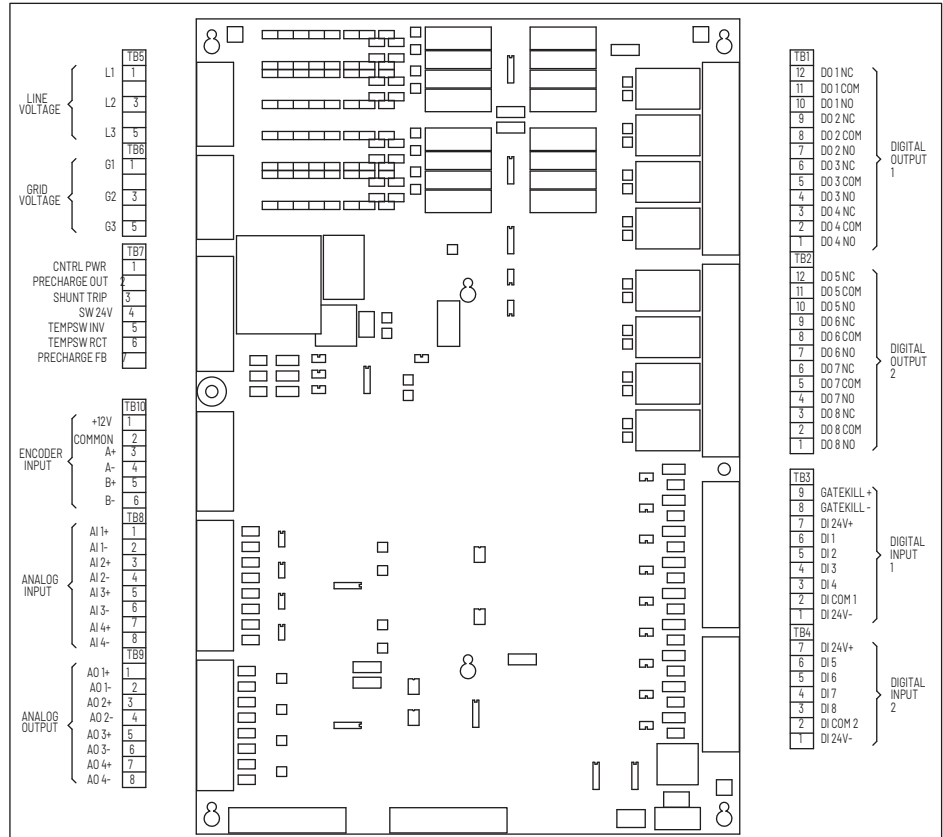 TB5
L1 1
LINE VOLTAGE
L2 3
L3 5
TB6
G1 1
GRID VOLTAGE
G2 3
G3 5
TB7
CNTRL PWR 1
PRECHARGE OUT 2
SHUNT TRIP 3
SW 24V 4
TEMPSW INV 5
TEMPSW RCT 6
PRECHARGE FB 7
TB10
+12V 1
COMMON 2
ENCODER INPUT
A+ 3
A- 4
B+ 5
B- 6
TB8
AI 1+ 1
AI 1- 2
AI 2+ 3
AI 2- 4
ANALOG INPUT
AI 3+ 5
AI 3- 6
AI 4+ 7
AI 4- 8
TB9
AO 1+ 1
AO 1- 2
AO 2+ 3
AO 2- 4
ANALOG OUTPUT
AO 3+ 5
AO 3- 6
AO 4+ 7
AO 4- 8
TB1
12 DO 1 NC
11 DO 1 COM
10 DO 1 NO
9 DO 2 NC
8 DO 2 COM
7 DO 2 NO
DIGITAL OUTPUT 1
6 DO 3 NC
5 DO 3 COM
4 DO 3 NO
3 DO 4 NC
2 DO 4 COM
1 DO 4 NO
TB2
12 DO 5 NC
11 DO 5 COM
10 DO 5 NO
9 DO 6 NC
8 DO 6 COM
7 DO 6 NO
DIGITAL OUTPUT 2
6 DO 7 NC
5 DO 7 COM
4 DO 7 NO
3 DO 8 NC
2 DO 8 COM
1 DO 8 NO
TB3
9 GATEKILL +
8 GATEKILL -
7 DI 24V+
6 DI 1
5 DI 2
DIGITAL INPUT 1
4 DI 3
3 DI 4
2 DI COM 1
1 DI 24V-
TB4
7 DI 24V+
6 DI 5
5 DI 6
4 DI 7
DIGITAL INPUT 2
3 DI 8
2 DI COM 2
1 DI 24V-